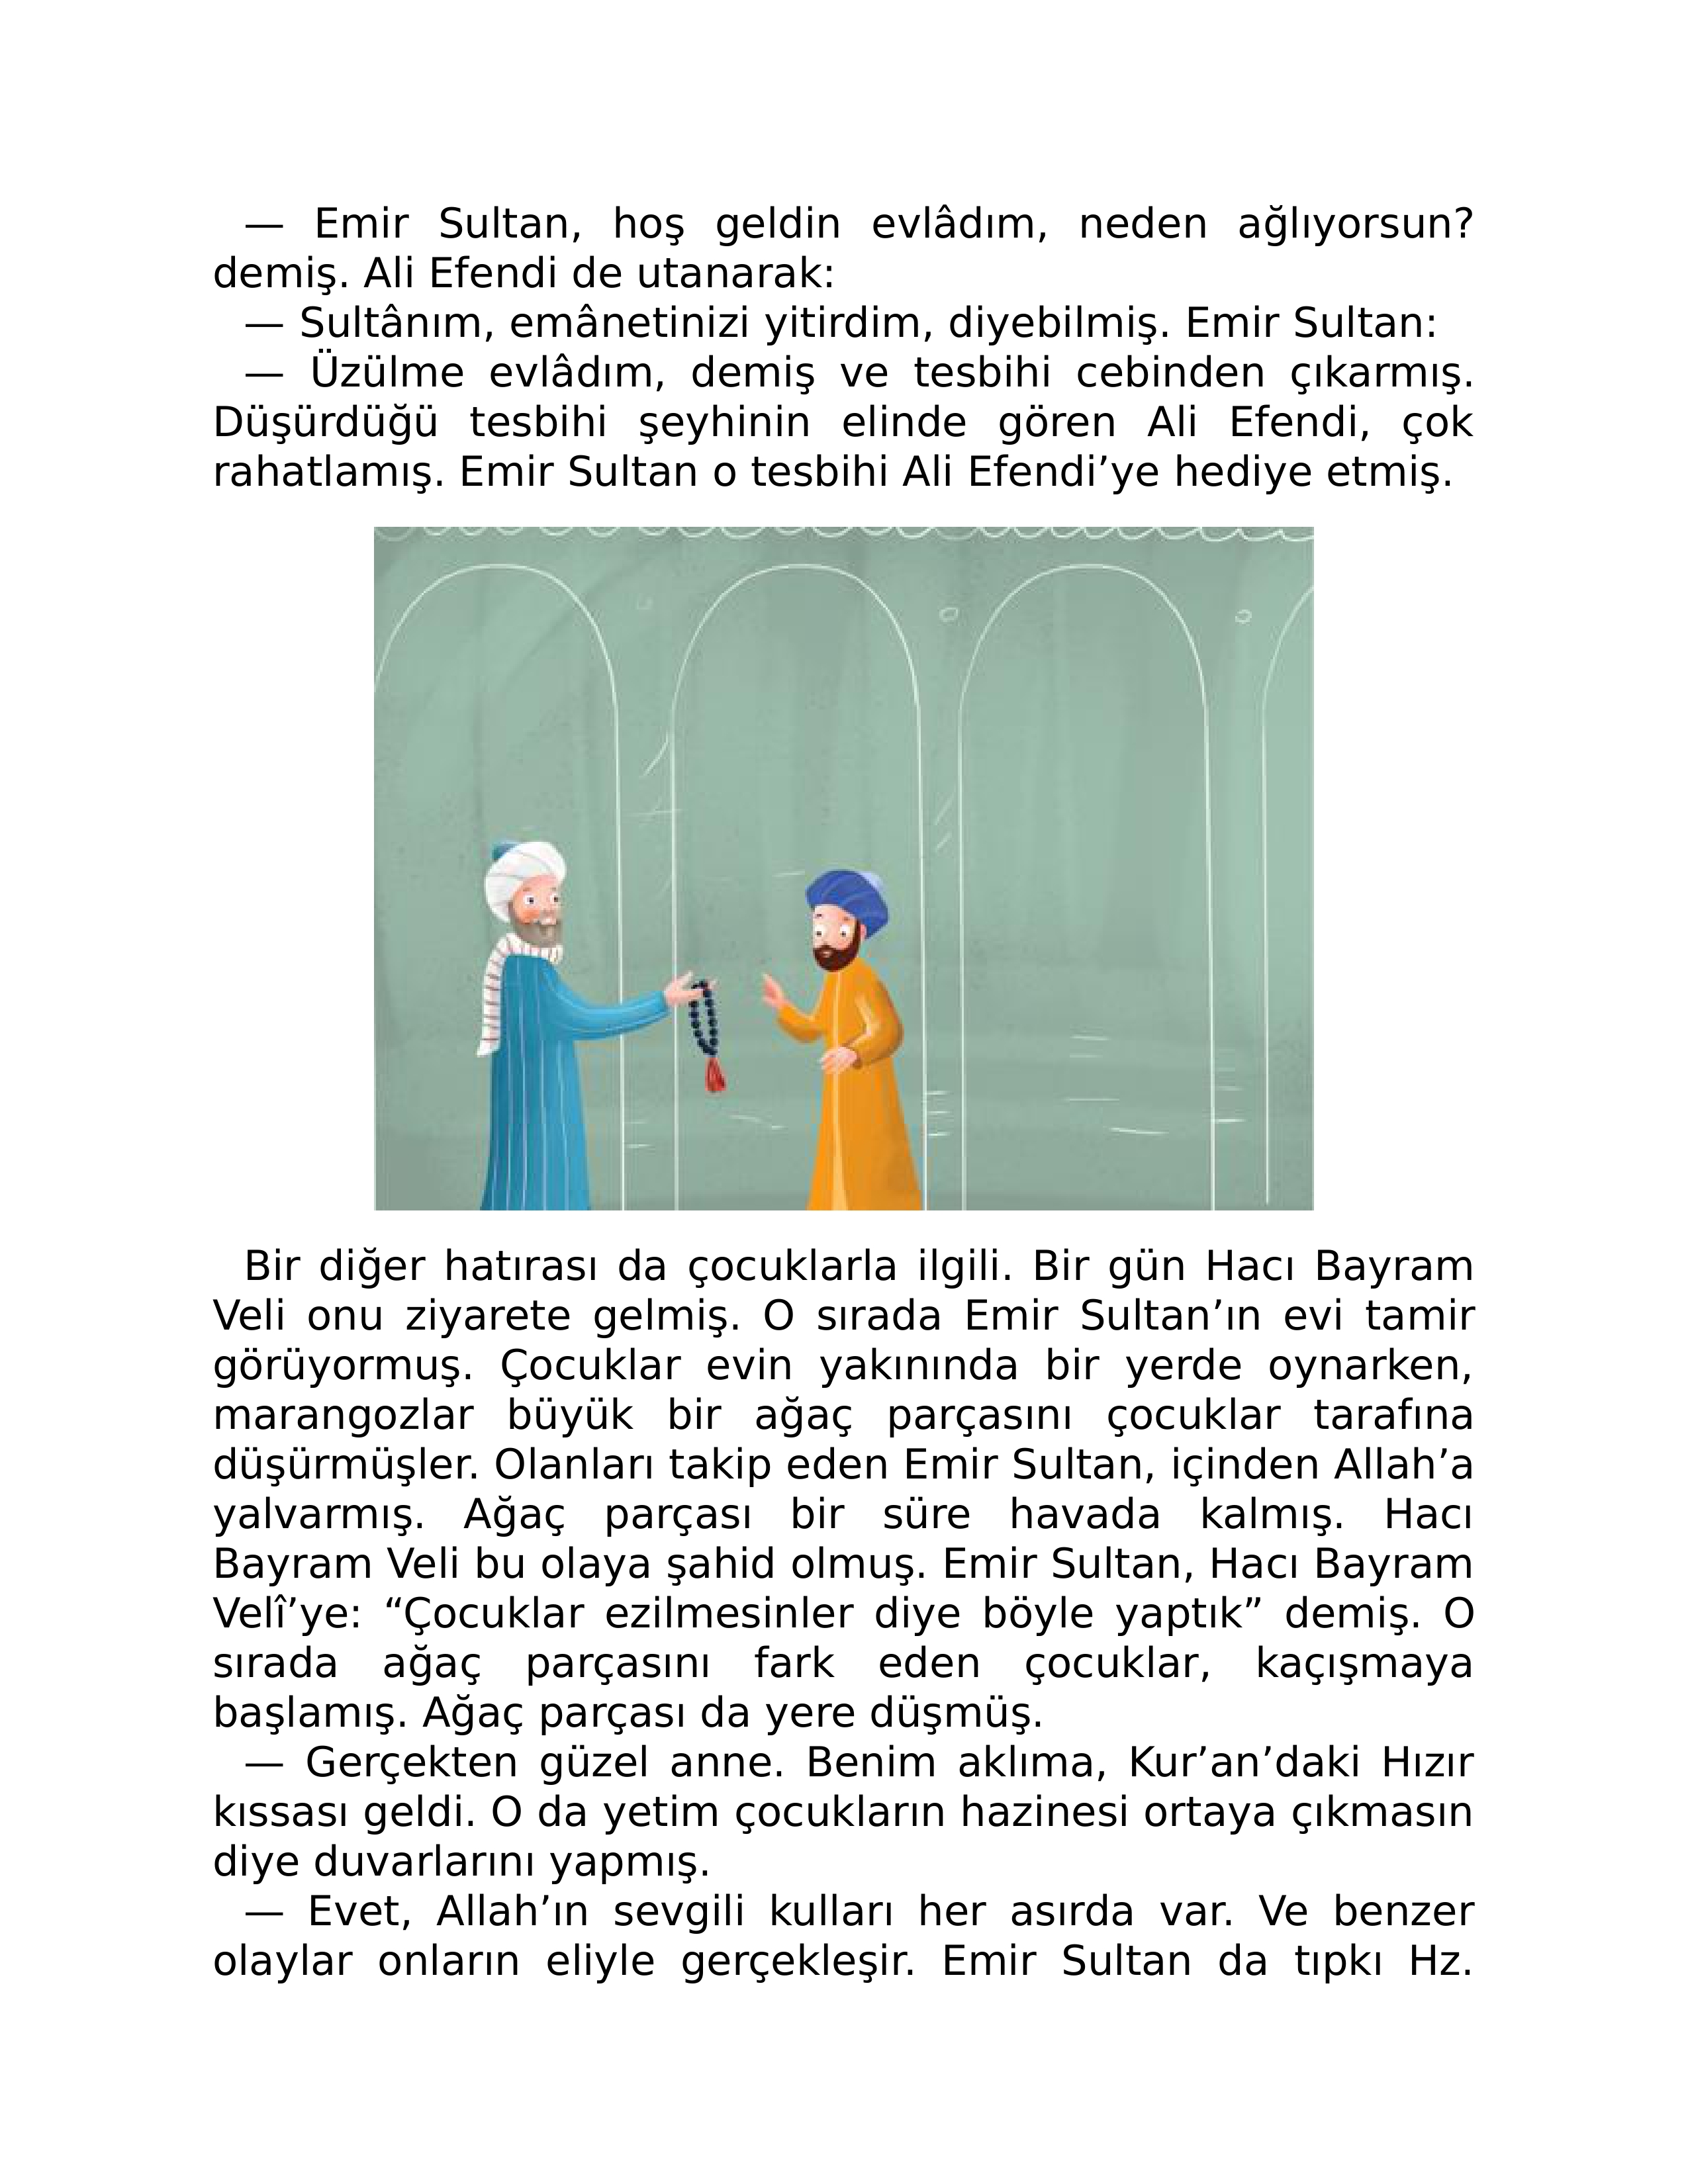 — Emir Sultan, hoş geldin evlâdım, neden ağlıyorsun?
demiş. Ali Efendi de utanarak:
— Sultânım, emânetinizi yitirdim, diyebilmiş. Emir Sultan:
— Üzülme evlâdım, demiş ve tesbihi cebinden çıkarmış.
Düşürdüğü tesbihi şeyhinin elinde gören Ali Efendi, çok
rahatlamış. Emir Sultan o tesbihi Ali Efendi’ye hediye etmiş.
Bir diğer hatırası da çocuklarla ilgili. Bir gün Hacı Bayram
Veli onu ziyarete gelmiş. O sırada Emir Sultan’ın evi tamir
görüyormuş. Çocuklar evin yakınında bir yerde oynarken,
marangozlar büyük bir ağaç parçasını çocuklar tarafına
düşürmüşler. Olanları takip eden Emir Sultan, içinden Allah’a
yalvarmış. Ağaç parçası bir süre havada kalmış. Hacı
Bayram Veli bu olaya şahid olmuş. Emir Sultan, Hacı Bayram
Velî’ye: “Çocuklar ezilmesinler diye böyle yaptık” demiş. O
sırada ağaç parçasını fark eden çocuklar, kaçışmaya
başlamış. Ağaç parçası da yere düşmüş.
— Gerçekten güzel anne. Benim aklıma, Kur’an’daki Hızır
kıssası geldi. O da yetim çocukların hazinesi ortaya çıkmasın
diye duvarlarını yapmış.
— Evet, Allah’ın sevgili kulları her asırda var. Ve benzer
olaylar onların eliyle gerçekleşir. Emir Sultan da tıpkı Hz.